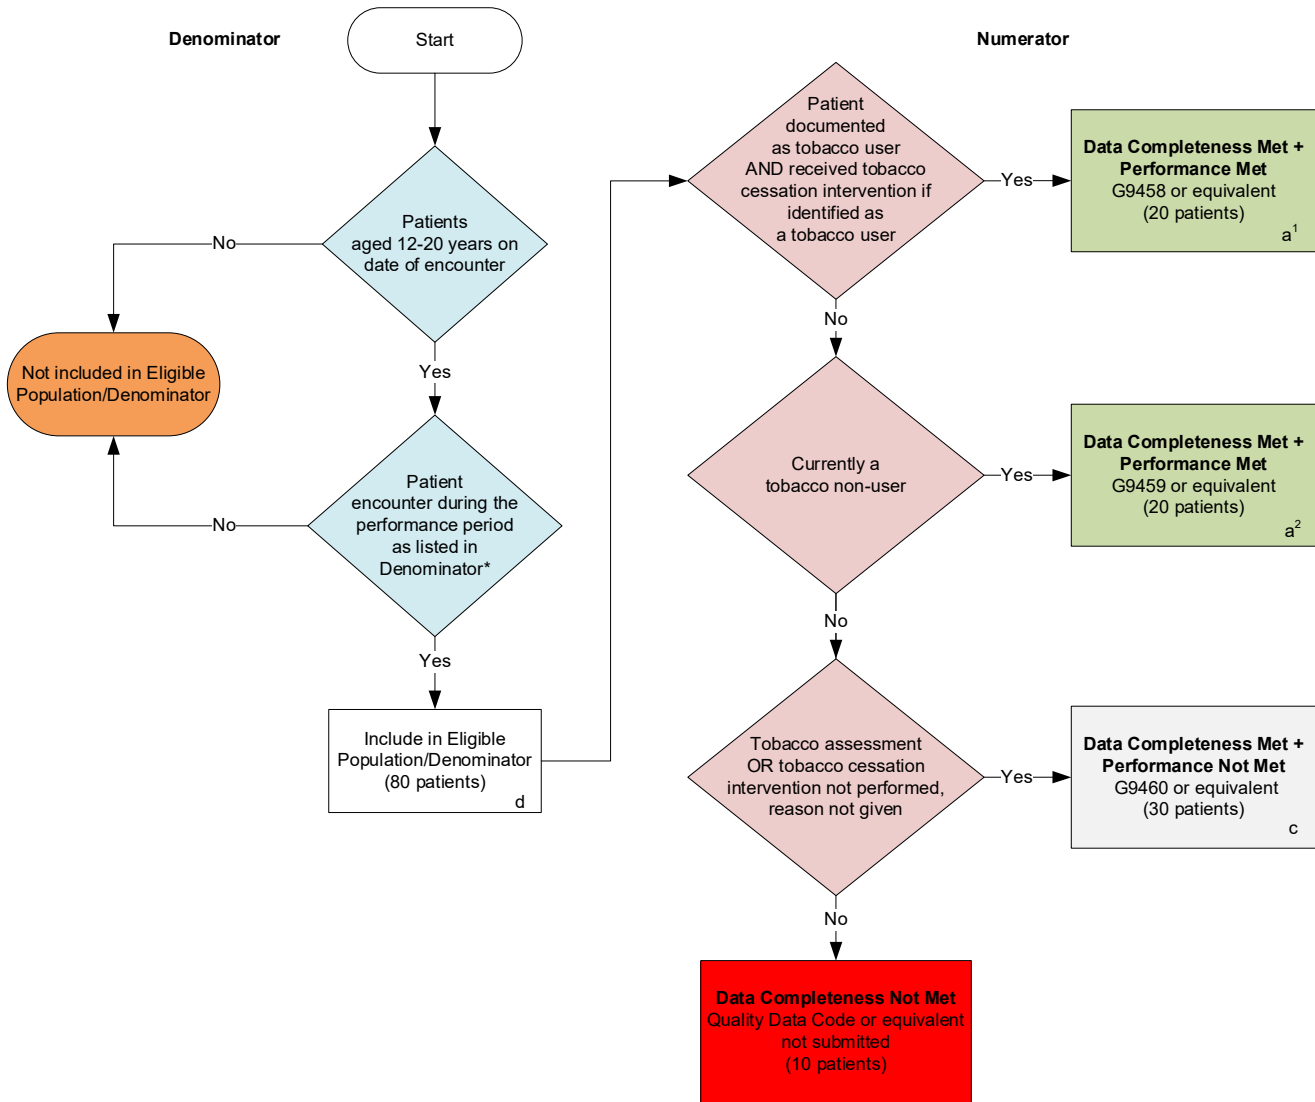 Denominator
Start
Numerator
Patients
aged 12-20 years on
date of encounter
No
Yes
Not included in Eligible
Population/Denominator
Patient
encounter during the
performance period
as listed in
Denominator*
No
Yes
Include in Eligible
Population/Denominator
(80 patients)
d
Patient
documented
as tobacco user
AND received tobacco
cessation intervention if
identified as
a tobacco user
Yes
Data Completeness Met +
Performance Met
G9458 or equivalent
(20 patients)
a¹
No
Currently a
tobacco non-user
Yes
Data Completeness Met +
Performance Met
G9459 or equivalent
(20 patients)
a²
No
Tobacco assessment
OR tobacco cessation
intervention not performed,
reason not given
Yes
Data Completeness Met +
Performance Not Met
G9460 or equivalent
(30 patients)
c
No
Data Completeness Not Met
Quality Data Code or equivalent
not submitted
(10 patients)